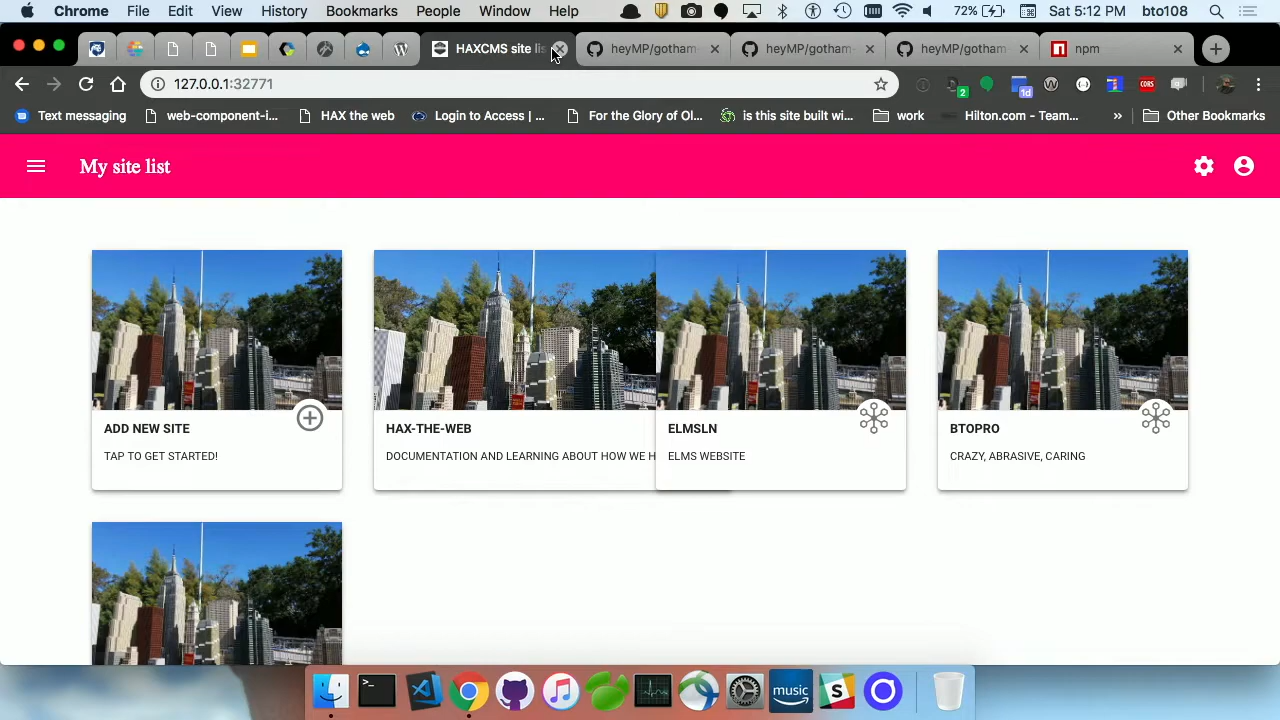 Chrome File Edit View History Bookmarks People Window Help 72% Sat 5:12 PM bto108
HAXCMS site li heyMP/gotham- heyMP/gotham- heyMP/gotham- npm
127.0.0.1:32771
2 1d CORS
Text messaging web-component-i... HAX the web Login to Access | ... For the Glory of Ol... is this site built wi... work Hilton.com - Team... » Other Bookmarks
My site list
ADD NEW SITE
TAP TO GET STARTED!
HAX-THE-WEB
DOCUMENTATION AND LEARNING ABOUT HOW WE H
ELMSLN
ELMS WEBSITE
BTOPRO
CRAZY, ABRASIVE, CARING
music